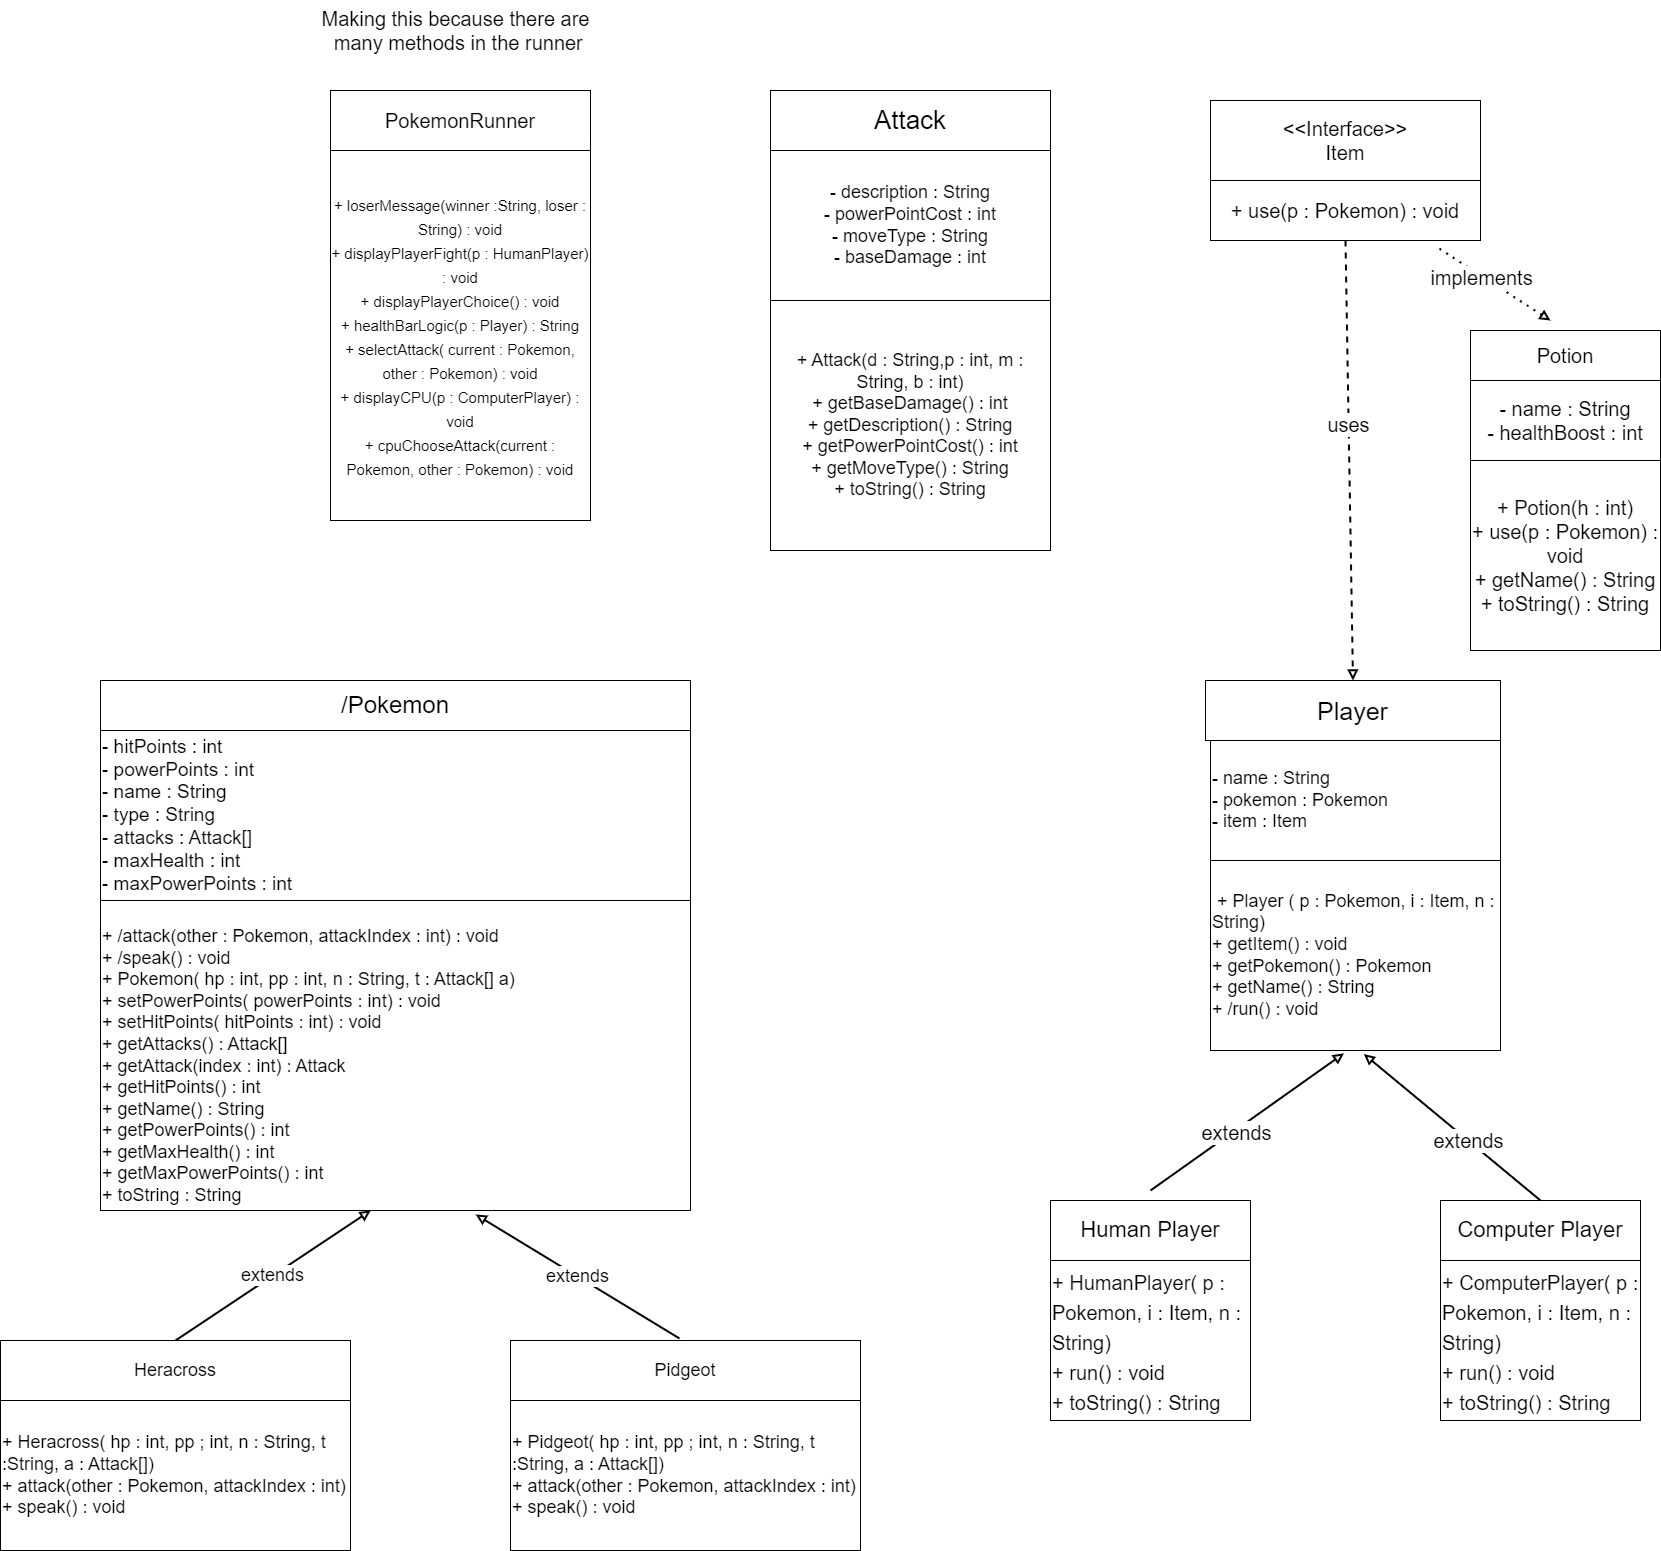 Making this because there are
many methods in the runner
PokemonRunner
+ loserMessage(winner :String, loser :
String) : void
+ displayPlayerFight(p : HumanPlayer)
: void
+ displayPlayerChoice() : void
+ healthBarLogic(p : Player) : String
+ selectAttack( current : Pokemon,
other : Pokemon) : void
+ displayCPU(p : ComputerPlayer) :
void
+ cpuChooseAttack(current :
Pokemon, other : Pokemon) : void
Attack
- description : String
- powerPointCost : int
- moveType : String
- baseDamage : int
+ Attack(d : String,p : int, m :
String, b : int)
+ getBaseDamage() : int
+ getDescription() : String
+ getPowerPointCost() : int
+ getMoveType() : String
+ toString() : String
<<Interface>>
Item
+ use(p : Pokemon) : void
implements
uses
Potion
- name : String
- healthBoost : int
+ Potion(h : int)
+ use(p : Pokemon) :
void
+ getName() : String
+ toString() : String
/Pokemon
- hitPoints : int
- powerPoints : int
- name : String
- type : String
- attacks : Attack[]
- maxHealth : int
- maxPowerPoints : int
+ /attack(other : Pokemon, attackIndex : int) : void
+ /speak() : void
+ Pokemon( hp : int, pp : int, n : String, t : Attack[] a)
+ setPowerPoints( powerPoints : int) : void
+ setHitPoints( hitPoints : int) : void
+ getAttacks() : Attack[]
+ getAttack(index : int) : Attack
+ getHitPoints() : int
+ getName() : String
+ getPowerPoints() : int
+ getMaxHealth() : int
+ getMaxPowerPoints() : int
+ toString : String
Player
- name : String
- pokemon : Pokemon
- item : Item
+ Player ( p : Pokemon, i : Item, n :
String)
+ getItem() : void
+ getPokemon() : Pokemon
+ getName() : String
+ /run() : void
extends
extends
extends
extends
Human Player
+ HumanPlayer( p :
Pokemon, i : Item, n :
String)
+ run() : void
+ toString() : String
Computer Player
+ ComputerPlayer( p :
Pokemon, i : Item, n :
String)
+ run() : void
+ toString() : String
Heracross
+ Heracross( hp : int, pp ; int, n : String, t
:String, a : Attack[])
+ attack(other : Pokemon, attackIndex : int)
+ speak() : void
Pidgeot
+ Pidgeot( hp : int, pp ; int, n : String, t
:String, a : Attack[])
+ attack(other : Pokemon, attackIndex : int)
+ speak() : void